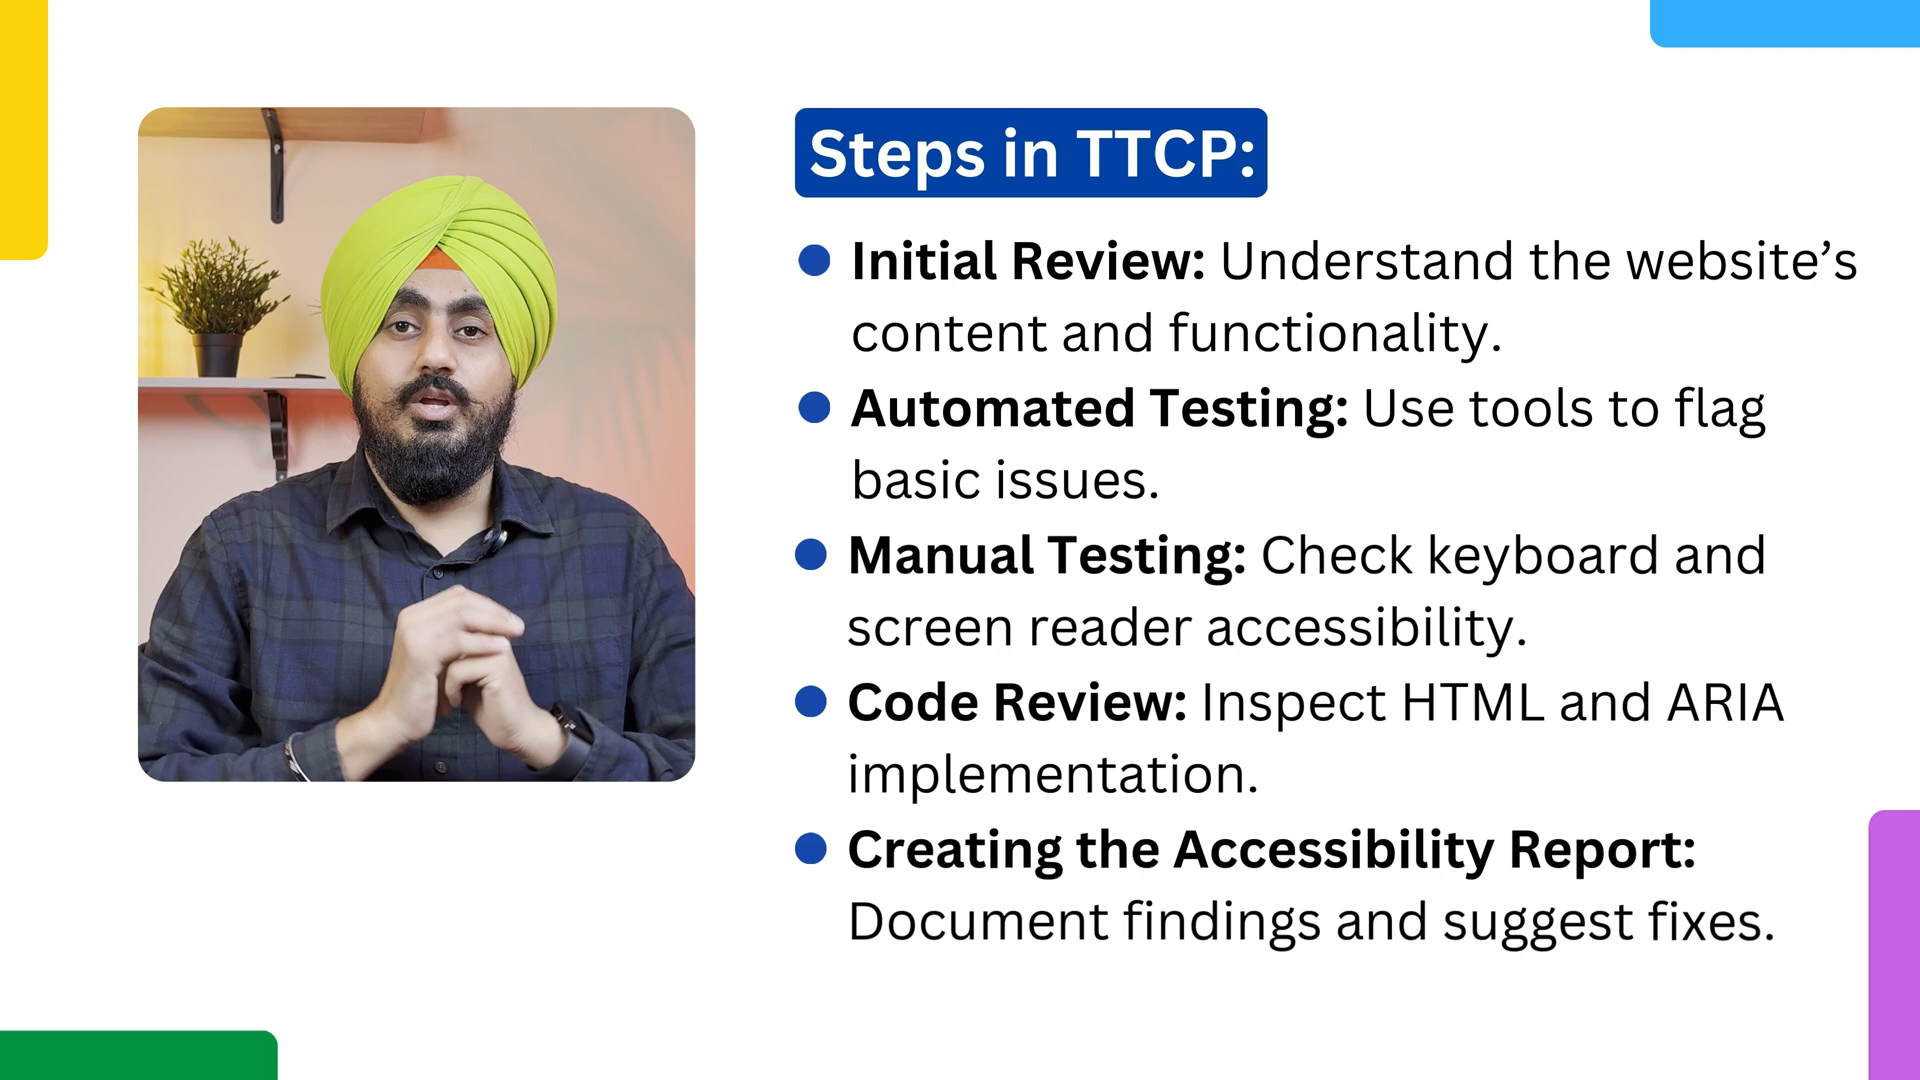 Steps in TTCP:
Initial Review: Understand the website’s
content and functionality.
Automated Testing: Use tools to flag
basic issues.
Manual Testing: Check keyboard and
screen reader accessibility.
Code Review: Inspect HTML and ARIA
implementation.
Creating the Accessibility Report:
Document findings and suggest fixes.